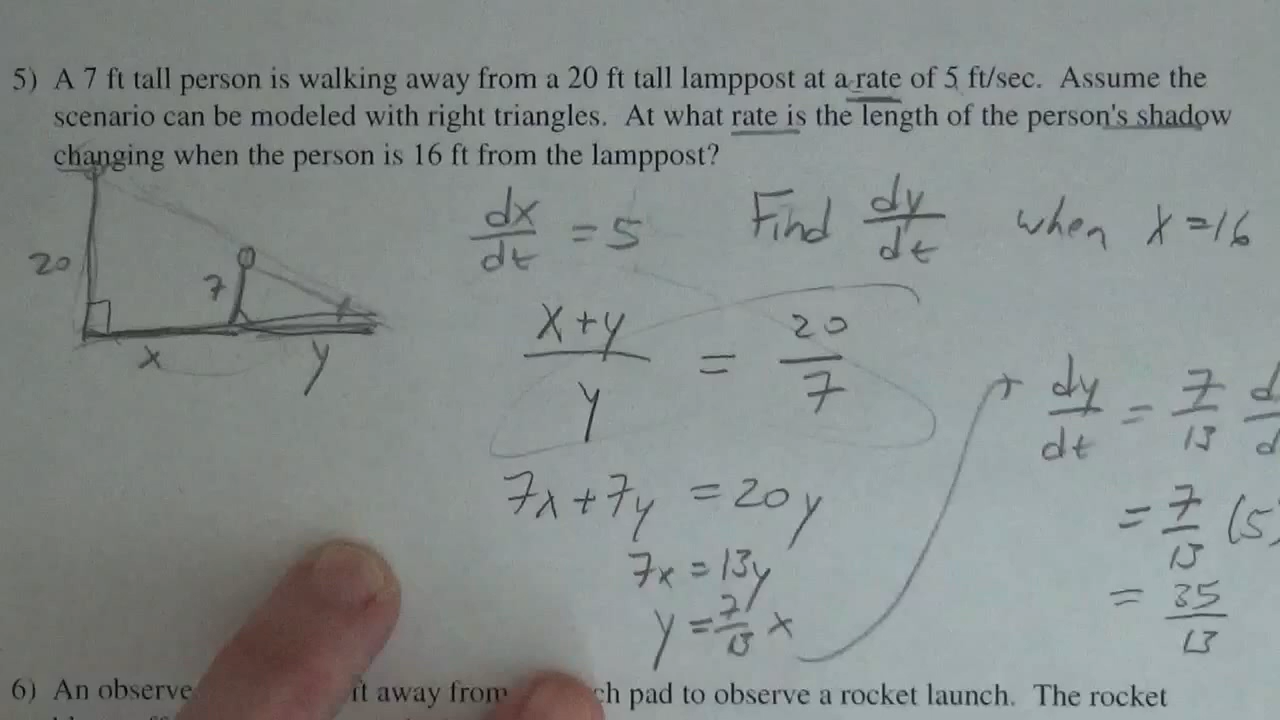 5) A 7 ft tall person is walking away from a 20 ft tall lamppost at a rate of 5 ft/sec. Assume the
scenario can be modeled with right triangles. At what rate is the length of the person's shadow
changing when the person is 16 ft from the lamppost?
20
7
x
y
dx/dt = 5
Find dy/dt when x = 16
x+y/y = 20/7
7x + 7y = 20y
7x = 13y
y = 7/13 x
dy/dt = 7/13
= 7/13 (5)
= 35/13
6) An observe
ft away from
ch pad to observe a rocket launch. The rocket